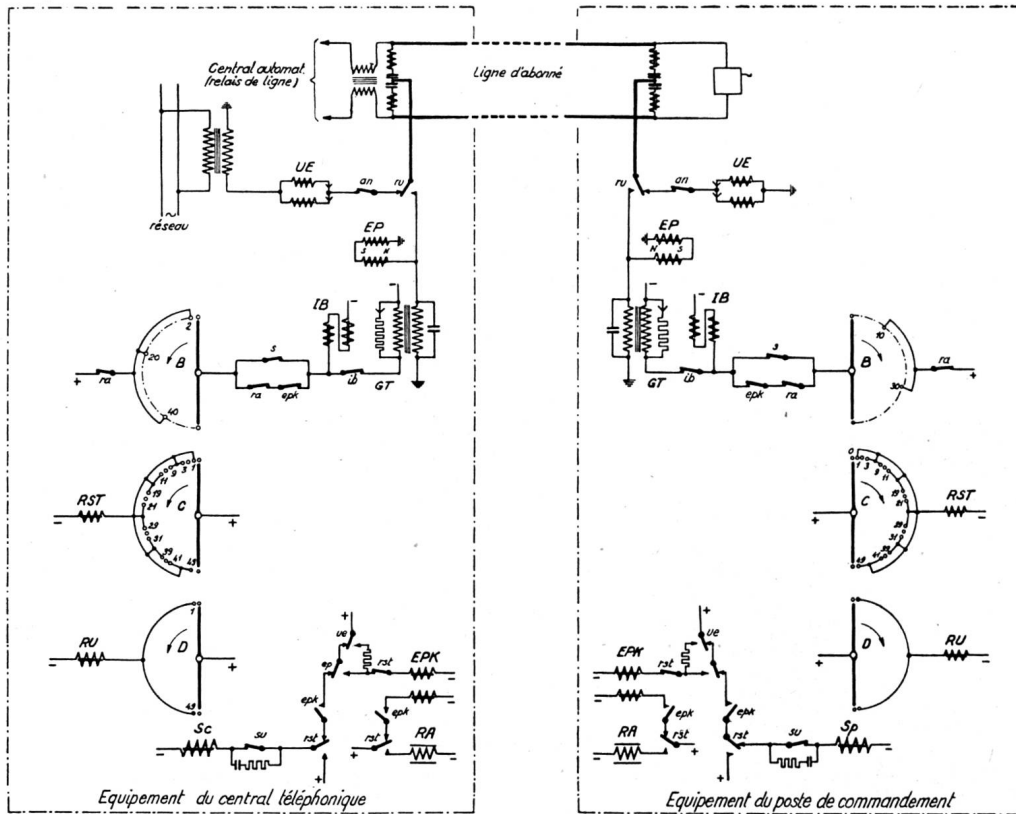 Central automat.
(relais de ligne)
Ligne d'abonné
~
UE
an
ru
~
réseau
EP
S
N
IB
-
-
GT
ib
s
ra
epk
B
2
20
40
ra
+
RST
-
C
1
3
9
11
19
21
29
31
39
41
49
+
RU
-
D
1
49
+
+
ue
ep
rst
EPK
-
-
epk
epk
rst
rst
RA
-
+
+
Sc
-
su
Equipement du central téléphonique
UE
an
ru
EP
N
S
IB
-
-
GT
ib
s
epk
ra
B
10
30
ra
+
0
1
3
9
11
19
21
29
31
39
41
49
C
+
RST
-
D
+
RU
-
+
ue
EPK
-
-
rst
epk
epk
RA
-
rst
+
rst
+
su
Sp
-
Equipement du poste de commandement